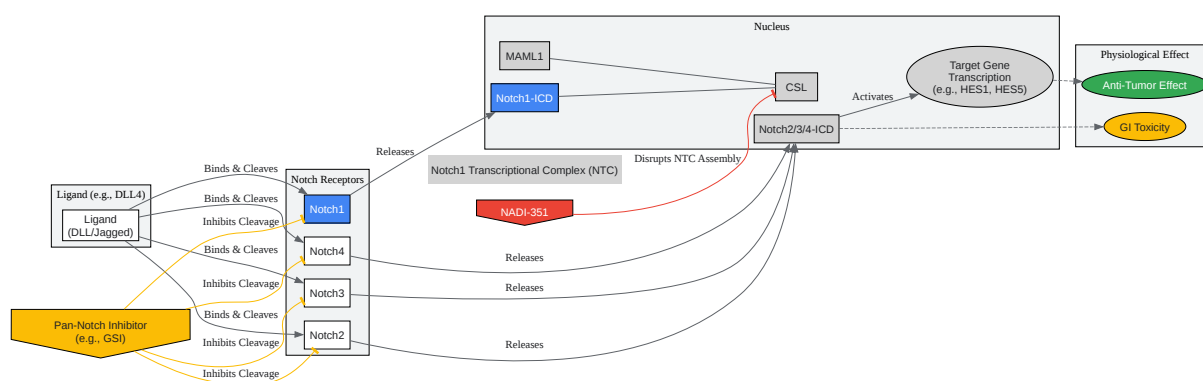 Nucleus
MAML1
Notch1-ICD
CSL
Notch2/3/4-ICD
Activates
Target Gene
Transcription
(e.g., HES1, HES5)
Physiological Effect
Anti-Tumor Effect
GI Toxicity
Releases
Notch1 Transcriptional Complex (NTC)
Disrupts NTC Assembly
NADI-351
Ligand (e.g., DLL4)
Ligand
(DLL/Jagged)
Binds & Cleaves
Binds & Cleaves
Inhibits Cleavage
Binds & Cleaves
Inhibits Cleavage
Binds & Cleaves
Inhibits Cleavage
Inhibits Cleavage
Notch Receptors
Notch1
Notch4
Notch3
Notch2
Releases
Releases
Releases
Pan-Notch Inhibitor
(e.g., GSI)